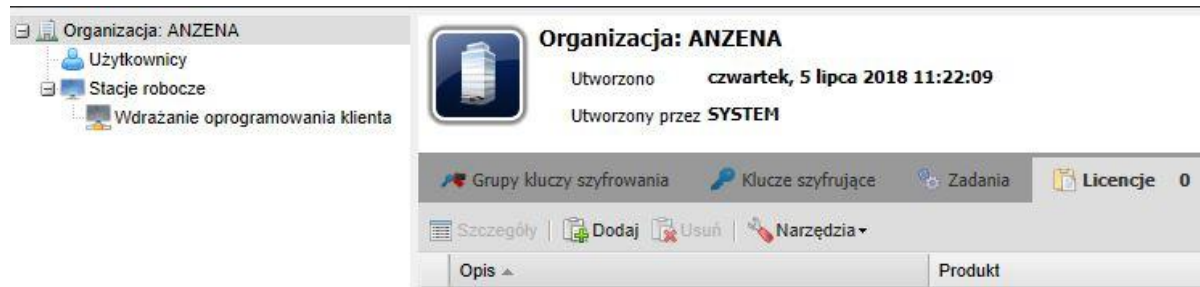 Organizacja: ANZENA
Użytkownicy
Stacje robocze
Wdrażanie oprogramowania klienta
Organizacja: ANZENA
Utworzono czwartek, 5 lipca 2018 11:22:09
Utworzony przez SYSTEM
Grupy kluczy szyfrowania Klucze szyfrujące Zadania Licencje 0
Szczegóły Dodaj Usuń Narzędzia
Opis Produkt